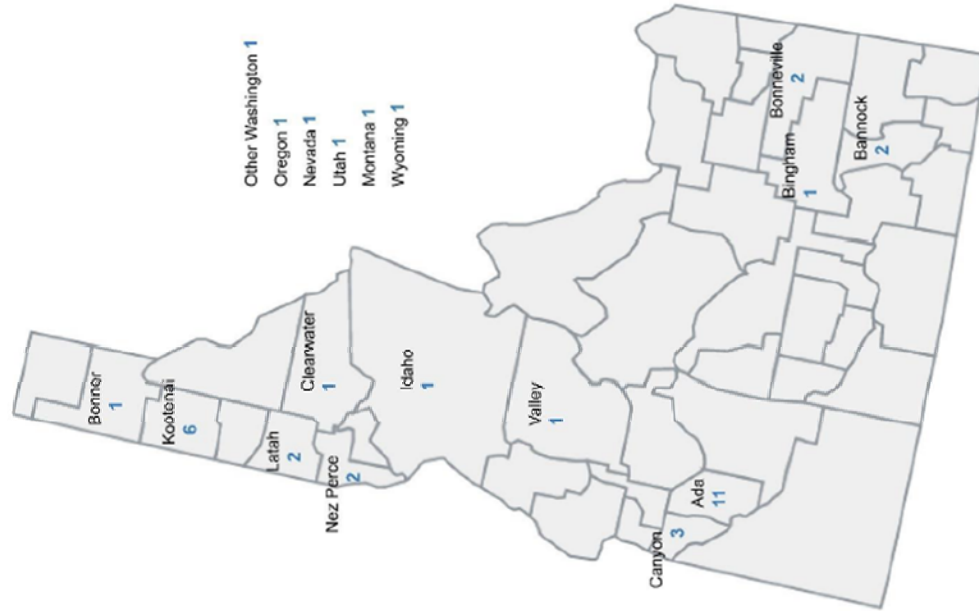 Other Washington 1
Oregon 1
Nevada 1
Utah 1
Montana 1
Wyoming 1
Bonner
1
Kootenai
6
Latah
2
Clearwater
1
Nez Perce
2
Idaho
1
Valley
1
Ada
11
Canyon
3
Bonneville
2
Bingham
1
Bannock
2